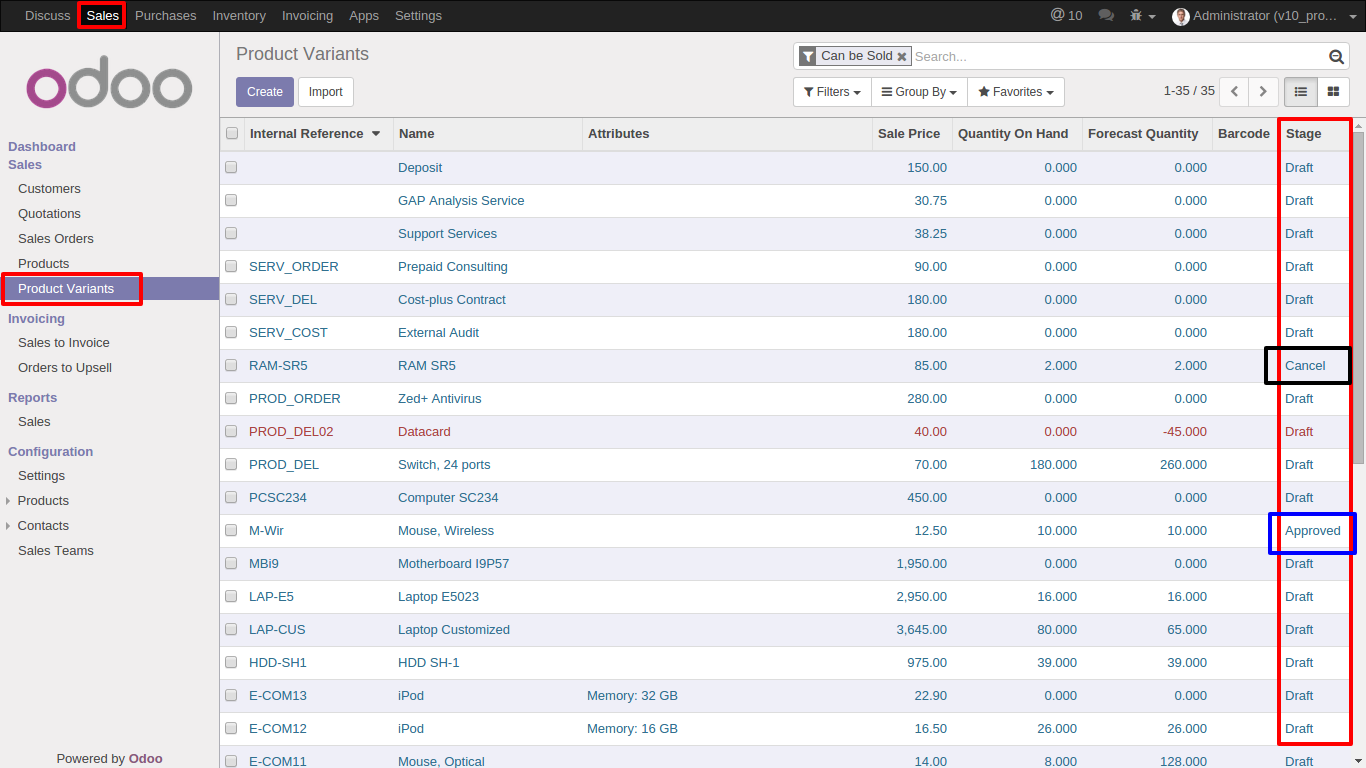 Discuss Sales Purchases Inventory Invoicing Apps Settings @ 10 Administrator (v10_pro...
odoo
Product Variants
Can be Sold Search...
Create Import
Filters Group By Favorites 1-35 / 35
Dashboard
Sales
Customers
Quotations
Sales Orders
Products
Product Variants
Invoicing
Sales to Invoice
Orders to Upsell
Reports
Sales
Configuration
Settings
Products
Contacts
Sales Teams
Powered by Odoo
Internal Reference Name Attributes Sale Price Quantity On Hand Forecast Quantity Barcode Stage
Deposit 150.00 0.000 0.000 Draft
GAP Analysis Service 30.75 0.000 0.000 Draft
Support Services 38.25 0.000 0.000 Draft
SERV_ORDER Prepaid Consulting 90.00 0.000 0.000 Draft
SERV_DEL Cost-plus Contract 180.00 0.000 0.000 Draft
SERV_COST External Audit 180.00 0.000 0.000 Draft
RAM-SR5 RAM SR5 85.00 2.000 2.000 Cancel
PROD_ORDER Zed+ Antivirus 280.00 0.000 0.000 Draft
PROD_DEL02 Datacard 40.00 0.000 -45.000 Draft
PROD_DEL Switch, 24 ports 70.00 180.000 260.000 Draft
PCSC234 Computer SC234 450.00 0.000 0.000 Draft
M-Wir Mouse, Wireless 12.50 10.000 10.000 Approved
MBi9 Motherboard I9P57 1,950.00 0.000 0.000 Draft
LAP-E5 Laptop E5023 2,950.00 16.000 16.000 Draft
LAP-CUS Laptop Customized 3,645.00 80.000 65.000 Draft
HDD-SH1 HDD SH-1 975.00 39.000 39.000 Draft
E-COM13 iPod Memory: 32 GB 22.90 0.000 0.000 Draft
E-COM12 iPod Memory: 16 GB 16.50 26.000 26.000 Draft
E-COM11 Mouse, Optical 14.00 8.000 128.000 Draft